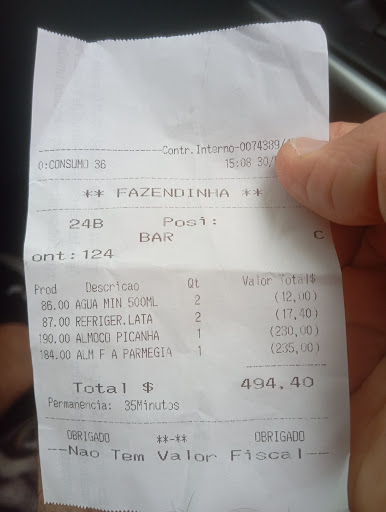 Contr.Interno-0074389/
0:CONSUMO 36 15:08 30/
** FAZENDINHA **
24B Posi:
BAR C
ont:124
Prod Descricao Qt Valor Total$
86.00 AGUA MIN 500ML 2 (12,00)
87.00 REFRIGER.LATA 2 (17,40)
190.00 ALMOCO PICANHA 1 (230,00)
184.00 ALM F A PARMEGIA 1 (235,00)
Total $ 494,40
Permanencia: 35Minutos
OBRIGADO **-** OBRIGADO
--Nao Tem Valor Fiscal--